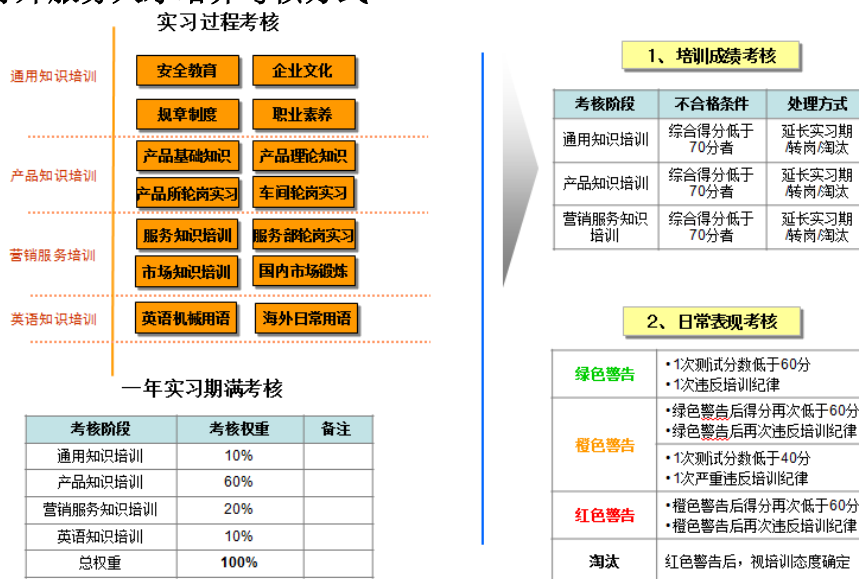 实习过程考核
通用知识培训
安全教育
企业文化
规章制度
职业素养
产品知识培训
产品基础知识
产品理论知识
产品所轮岗实习
车间轮岗实习
营销服务培训
服务知识培训
服务部轮岗实习
市场知识培训
国内市场锻炼
英语知识培训
英语机械用语
海外日常用语
一年实习期满考核
考核阶段 考核权重 备注
通用知识培训 10%
产品知识培训 60%
营销服务知识培训 20%
英语知识培训 10%
总权重 100%
1、培训成绩考核
考核阶段 不合格条件 处理方式
通用知识培训 综合得分低于 延长实习期
70分者 /转岗/淘汰
产品知识培训 综合得分低于 延长实习期
70分者 /转岗/淘汰
营销服务知识 综合得分低于 延长实习期
培训 70分者 /转岗/淘汰
2、日常表现考核
绿色警告
•1次测试分数低于60分
•1次违反培训纪律
橙色警告
•绿色警告后得分再次低于60分
•绿色警告后再次违反培训纪律
•1次测试分数低于40分
•1次严重违反培训纪律
红色警告
•橙色警告后得分再次低于60分
•橙色警告后再次违反培训纪律
淘汰 红色警告后，视培训态度确定